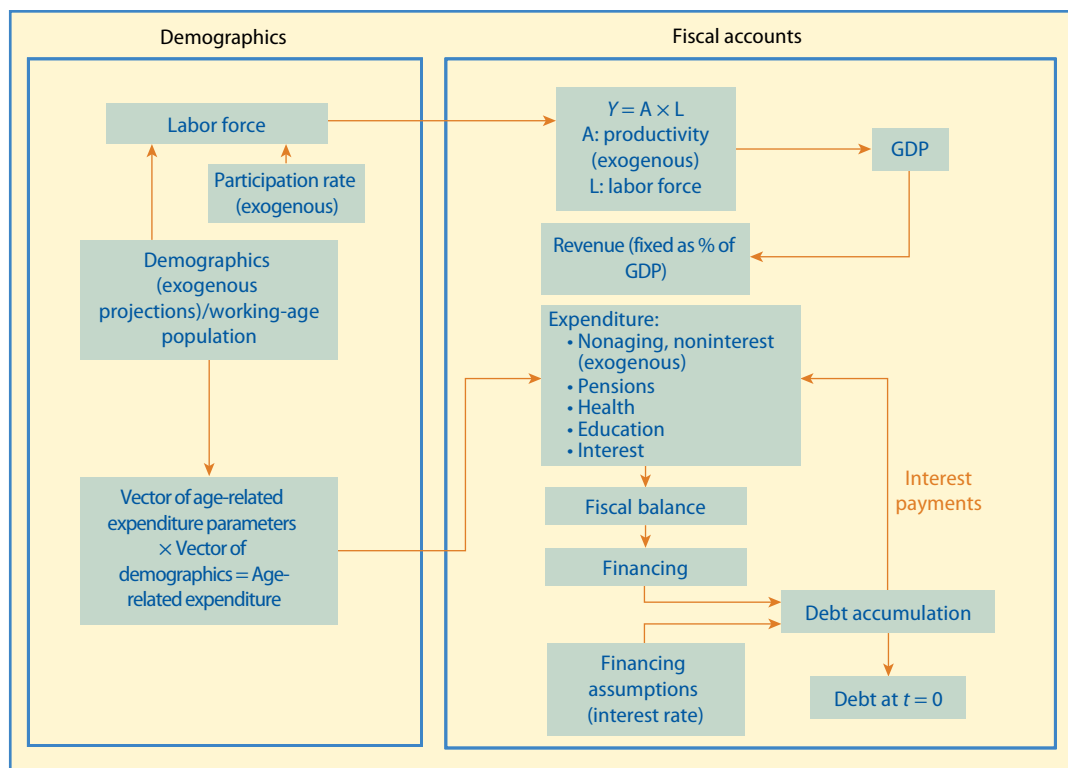 Demographics
Labor force
Participation rate
(exogenous)
Demographics
(exogenous
projections)/working-age
population
Vector of age-related
expenditure parameters
× Vector of
demographics = Age-
related expenditure
Fiscal accounts
Y = A × L
A: productivity
(exogenous)
L: labor force
GDP
Revenue (fixed as % of
GDP)
Expenditure:
• Nonaging, noninterest
(exogenous)
• Pensions
• Health
• Education
• Interest
Interest
payments
Fiscal balance
Financing
Debt accumulation
Financing
assumptions
(interest rate)
Debt at t = 0